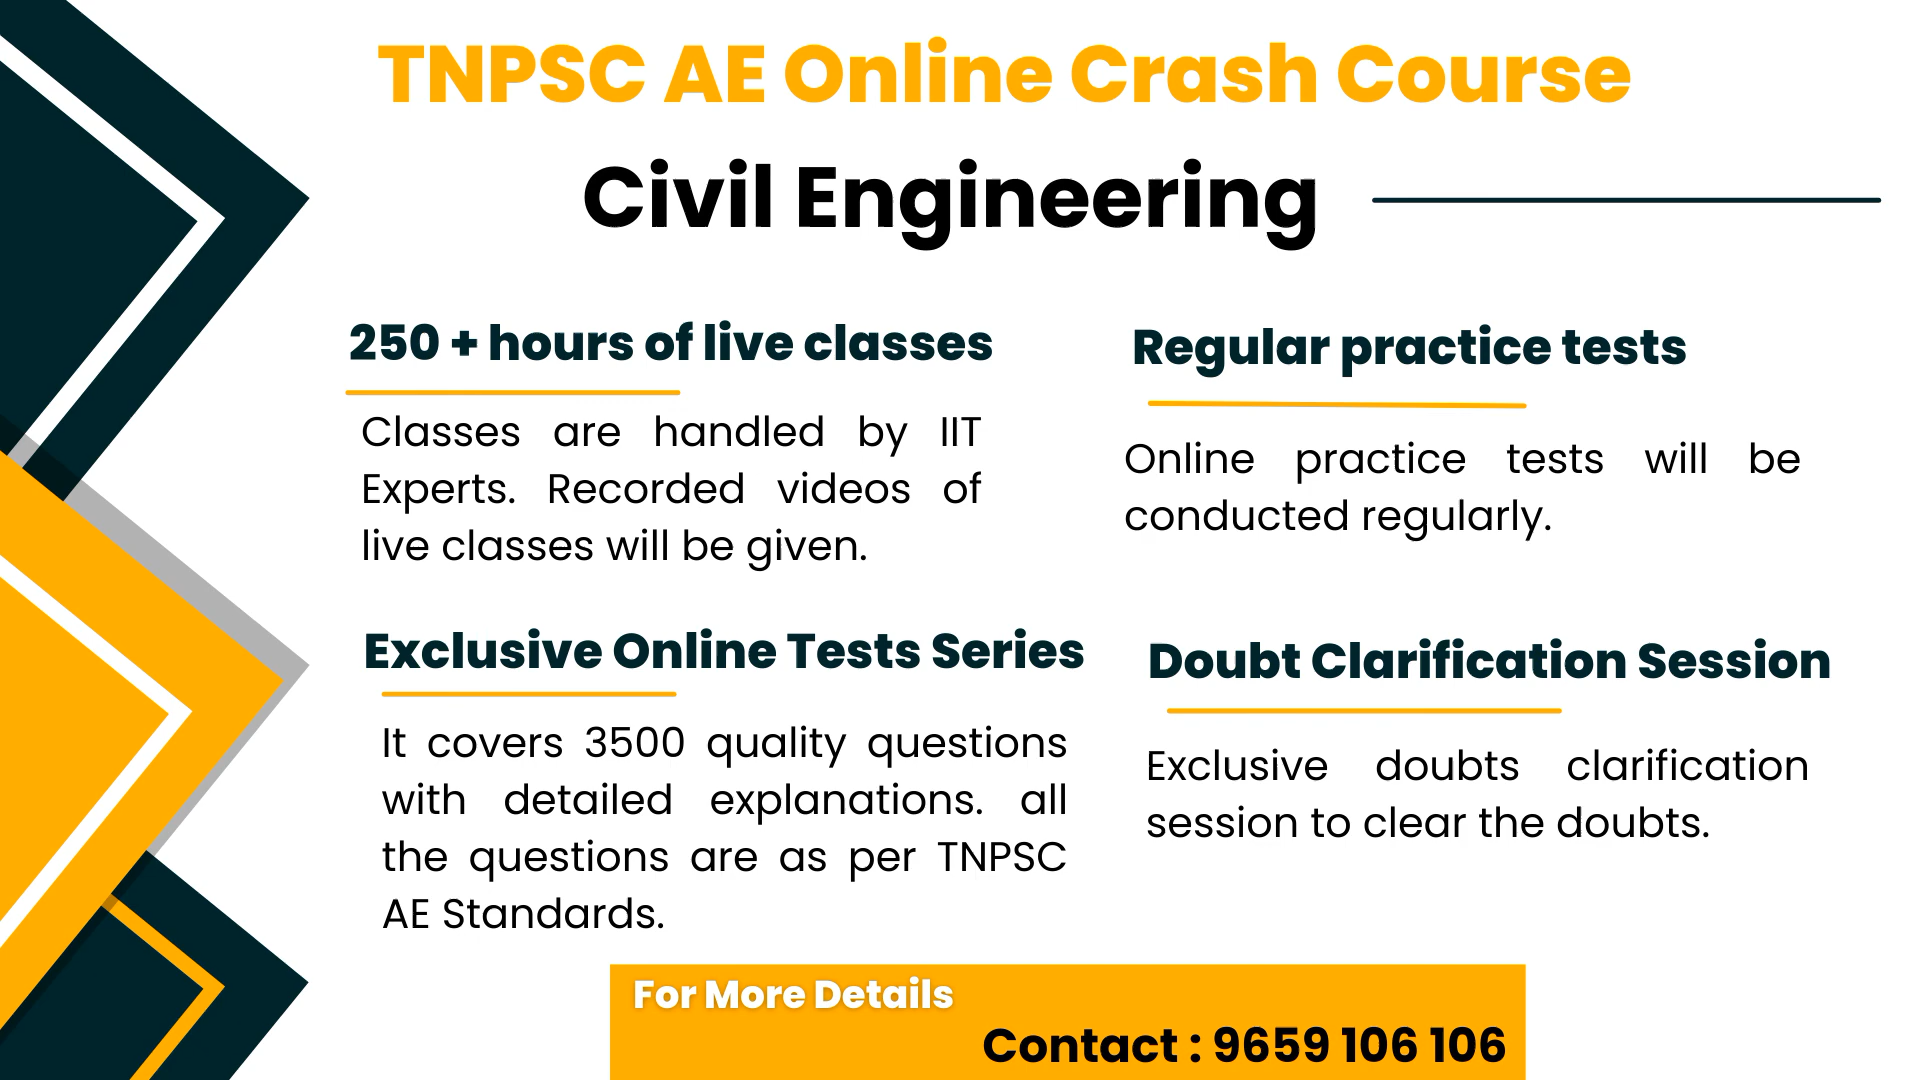 TNPSC AE Online Crash Course
Civil Engineering
250 + hours of live classes
Classes are handled by IIT
Experts. Recorded videos of
live classes will be given.
Regular practice tests
Online practice tests will be
conducted regularly.
Exclusive Online Tests Series
It covers 3500 quality questions
with detailed explanations. all
the questions are as per TNPSC
AE Standards.
Doubt Clarification Session
Exclusive doubts clarification
session to clear the doubts.
For More Details
Contact : 9659 106 106